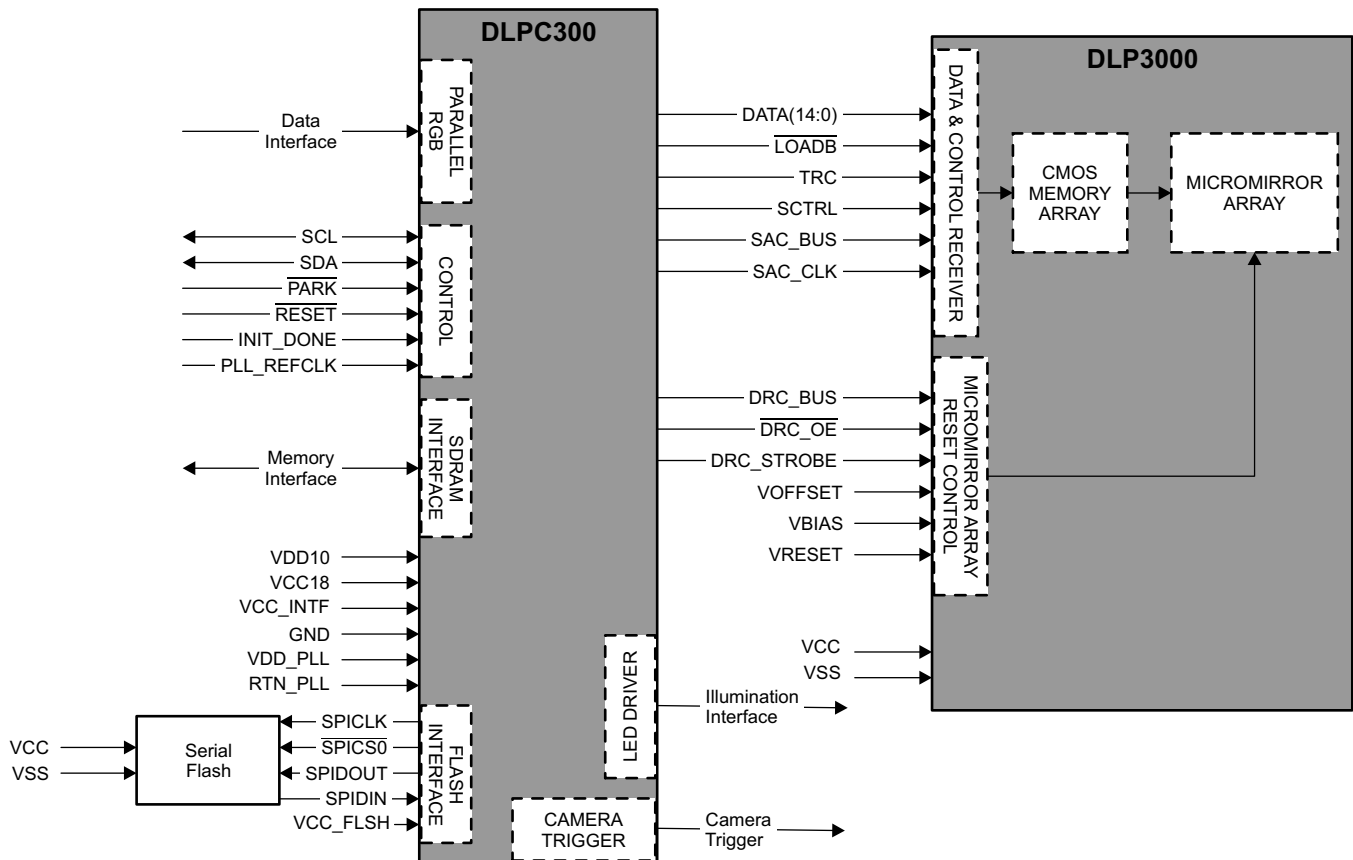 DLPC300
PARALLEL
RGB
Data
Interface
SCL
SDA
PARK
RESET
INIT_DONE
PLL_REFCLK
CONTROL
Memory
Interface
SDRAM
INTERFACE
VDD10
VCC18
VCC_INTF
GND
VDD_PLL
RTN_PLL
VCC
VSS
Serial
Flash
SPICLK
SPICS0
SPIDOUT
SPIDIN
VCC_FLSH
FLASH
INTERFACE
LED DRIVER
Illumination
Interface
CAMERA
TRIGGER
Camera
Trigger
DATA(14:0)
LOADB
TRC
SCTRL
SAC_BUS
SAC_CLK
DRC_BUS
DRC_OE
DRC_STROBE
VOFFSET
VBIAS
VRESET
VCC
VSS
DLP3000
DATA & CONTROL RECEIVER
CMOS
MEMORY
ARRAY
MICROMIRROR
ARRAY
MICROMIRROR ARRAY
RESET CONTROL